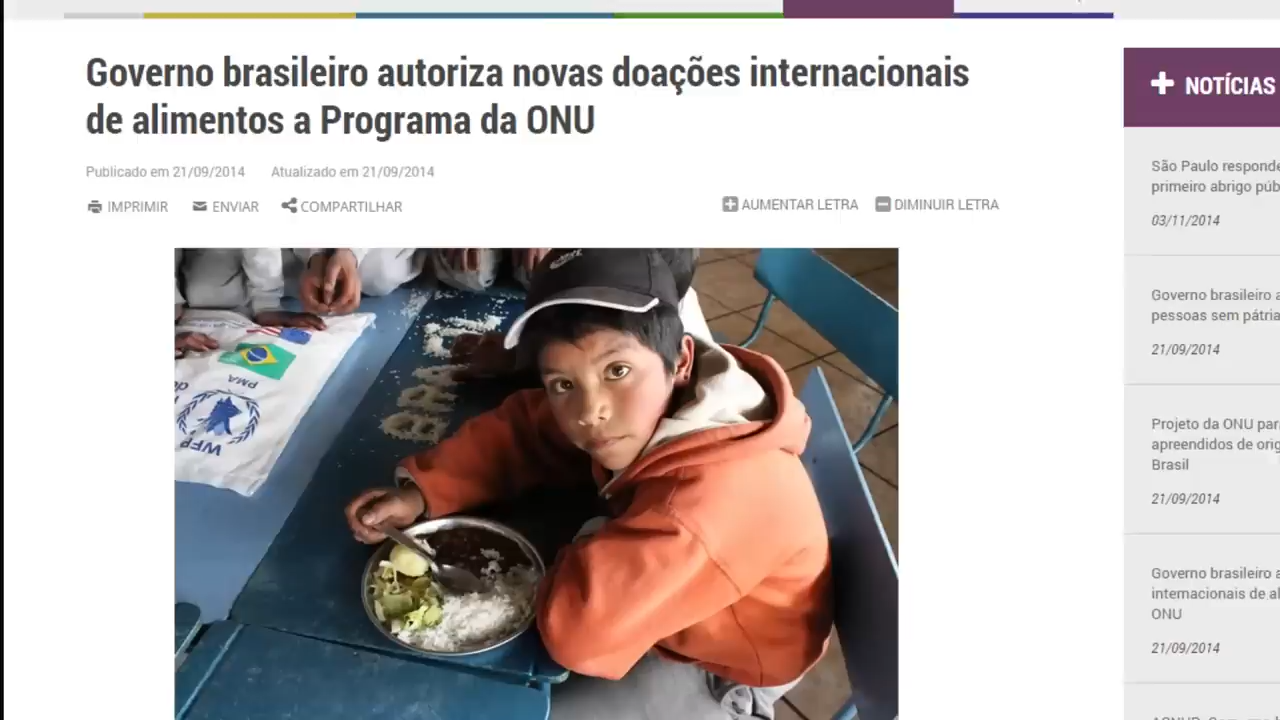 Governo brasileiro autoriza novas doações internacionais
de alimentos a Programa da ONU
Publicado em 21/09/2014 Atualizado em 21/09/2014
IMPRIMIR ENVIAR COMPARTILHAR
AUMENTAR LETRA DIMINUIR LETRA
PMA
WFP
NOTÍCIAS
São Paulo responde
primeiro abrigo púb
03/11/2014
Governo brasileiro a
pessoas sem pátria
21/09/2014
Projeto da ONU par
apreendidos de orig
Brasil
21/09/2014
Governo brasileiro a
internacionais de al
ONU
21/09/2014